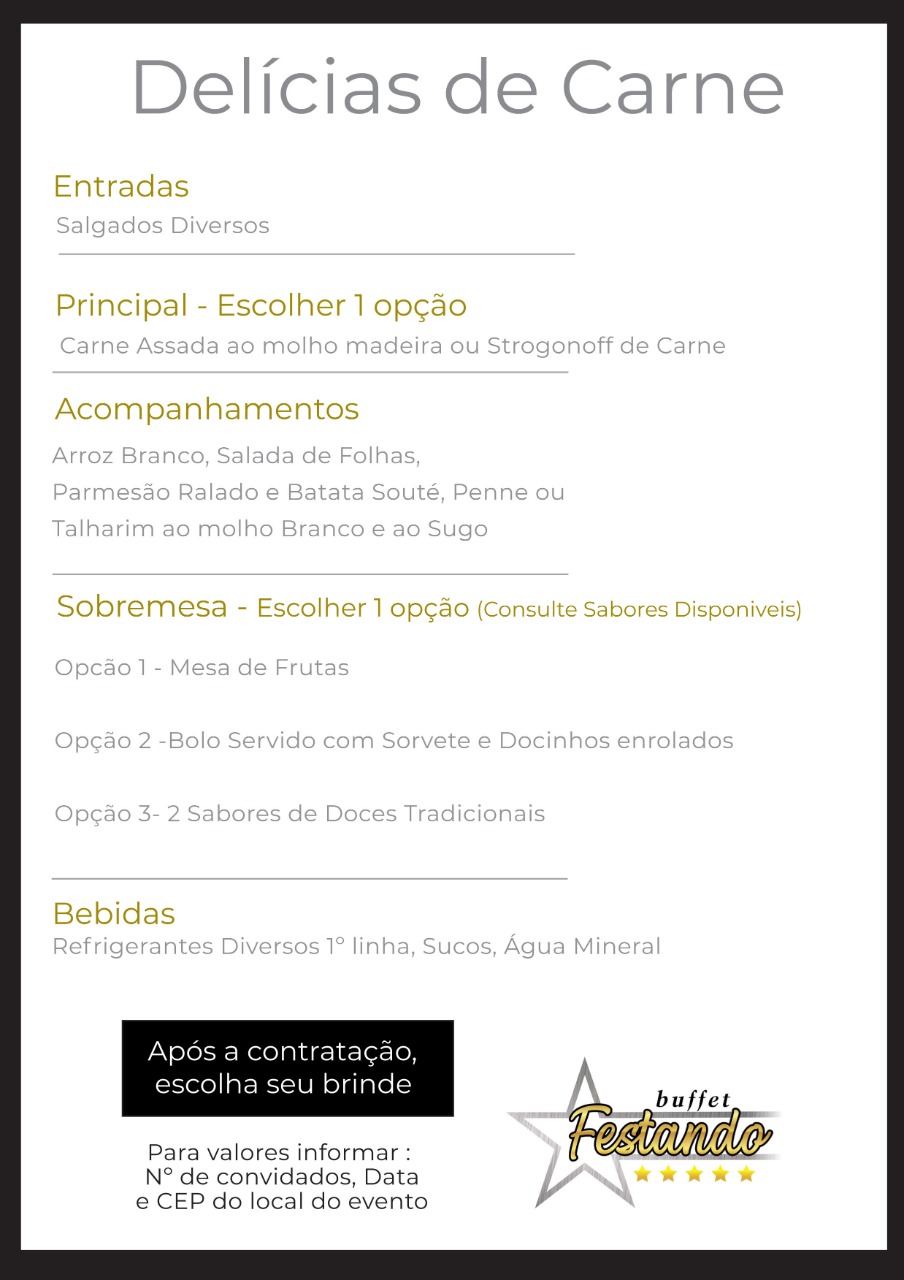 Delícias de Carne
Entradas
Salgados Diversos
Principal - Escolher 1 opção
Carne Assada ao molho madeira ou Strogonoff de Carne
Acompanhamentos
Arroz Branco, Salada de Folhas,
Parmesão Ralado e Batata Souté, Penne ou
Talharim ao molho Branco e ao Sugo
Sobremesa - Escolher 1 opção (Consulte Sabores Disponiveis)
Opcão 1 - Mesa de Frutas
Opção 2 -Bolo Servido com Sorvete e Docinhos enrolados
Opção 3- 2 Sabores de Doces Tradicionais
Bebidas
Refrigerantes Diversos 1º linha, Sucos, Água Mineral
Após a contratação,
escolha seu brinde
Para valores informar :
Nº de convidados, Data
e CEP do local do evento
buffet
Festando